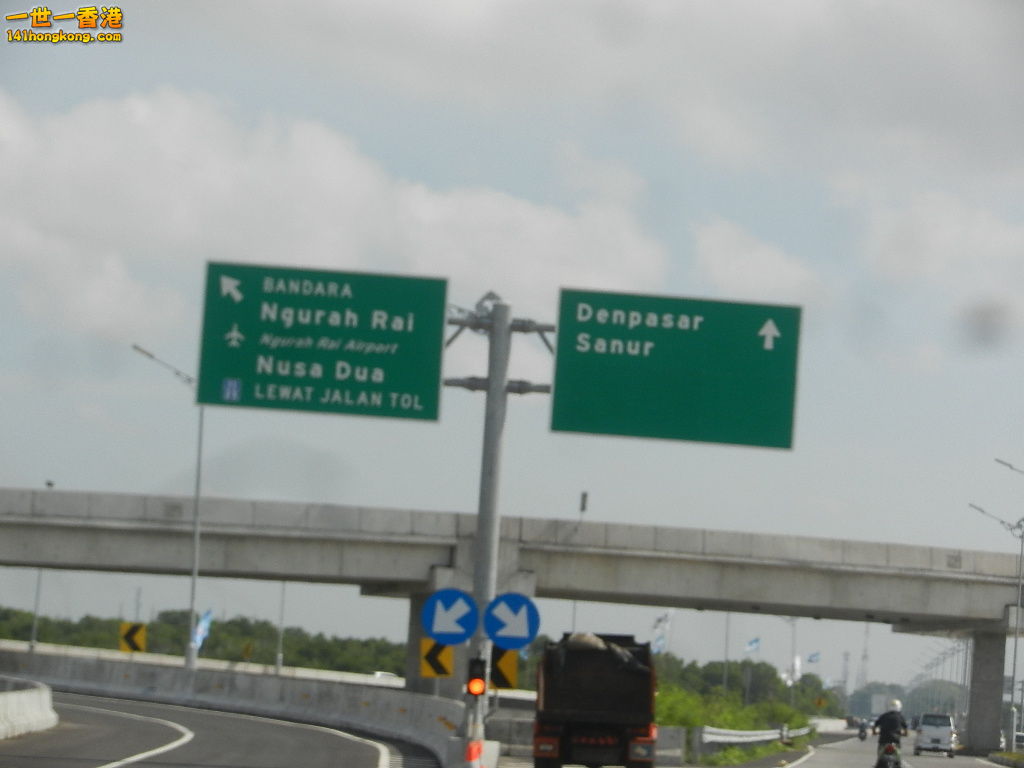 一世一香港
141hongkong.com
BANDARA
Ngurah Rai
Ngurah Rai Airport
Nusa Dua
LEWAT JALAN TOL
Denpasar
Sanur